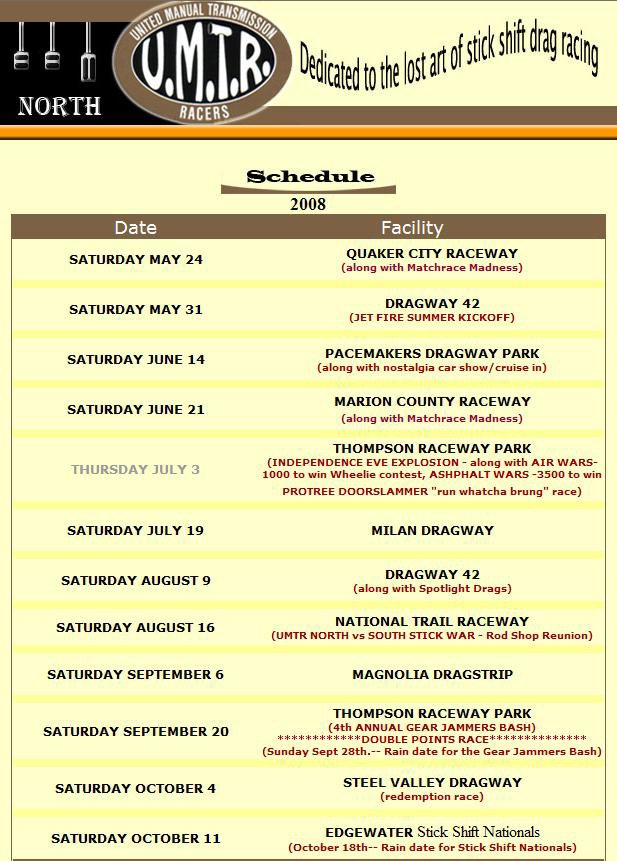 UNITED MANUAL TRANSMISSION
U.M.T.R.
RACERS
NORTH
Dedicated to the lost art of stick shift drag racing
Schedule
2008
Date Facility
SATURDAY MAY 24 QUAKER CITY RACEWAY
(along with Matchrace Madness)
SATURDAY MAY 31 DRAGWAY 42
(JET FIRE SUMMER KICKOFF)
SATURDAY JUNE 14 PACEMAKERS DRAGWAY PARK
(along with nostalgia car show/cruise in)
SATURDAY JUNE 21 MARION COUNTY RACEWAY
(along with Matchrace Madness)
THURSDAY JULY 3 THOMPSON RACEWAY PARK
(INDEPENDENCE EVE EXPLOSION - along with AIR WARS-
1000 to win Wheelie contest, ASHPHALT WARS -3500 to win
PROTREE DOORSLAMMER "run whatcha brung" race)
SATURDAY JULY 19 MILAN DRAGWAY
SATURDAY AUGUST 9 DRAGWAY 42
(along with Spotlight Drags)
SATURDAY AUGUST 16 NATIONAL TRAIL RACEWAY
(UMTR NORTH vs SOUTH STICK WAR - Rod Shop Reunion)
SATURDAY SEPTEMBER 6 MAGNOLIA DRAGSTRIP
SATURDAY SEPTEMBER 20 THOMPSON RACEWAY PARK
(4th ANNUAL GEAR JAMMERS BASH)
************DOUBLE POINTS RACE**************
(Sunday Sept 28th.-- Rain date for the Gear Jammers Bash)
SATURDAY OCTOBER 4 STEEL VALLEY DRAGWAY
(redemption race)
SATURDAY OCTOBER 11 EDGEWATER Stick Shift Nationals
(October 18th-- Rain date for Stick Shift Nationals)